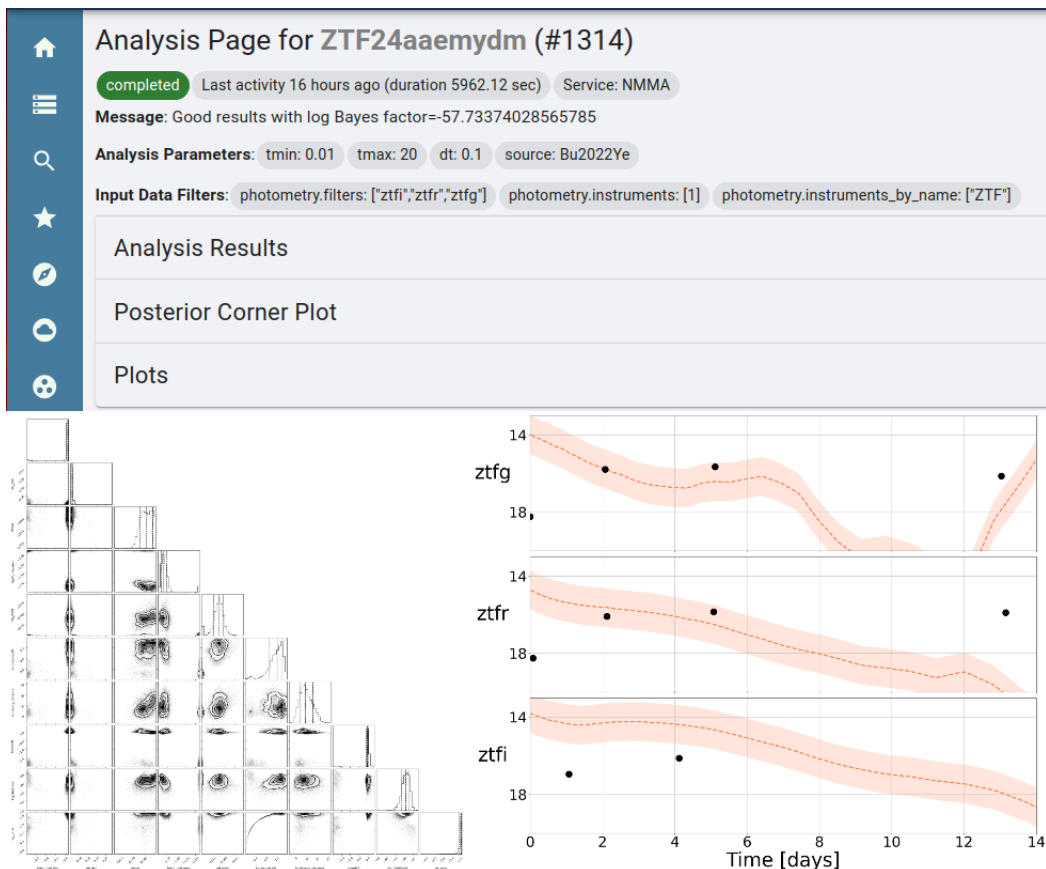 Analysis Page for ZTF24aaemydm (#1314)
completed Last activity 16 hours ago (duration 5962.12 sec) Service: NMMA
Message: Good results with log Bayes factor=-57.73374028565785
Analysis Parameters: tmin: 0.01 tmax: 20 dt: 0.1 source: Bu2022Ye
Input Data Filters: photometry.filters: ["ztfi","ztfr","ztfg"] photometry.instruments: [1] photometry.instruments_by_name: ["ZTF"]
Analysis Results
Posterior Corner Plot
Plots
14
ztfg
18
14
ztfr
18
14
ztfi
18
0 2 4 6 8 10 12 14
Time [days]